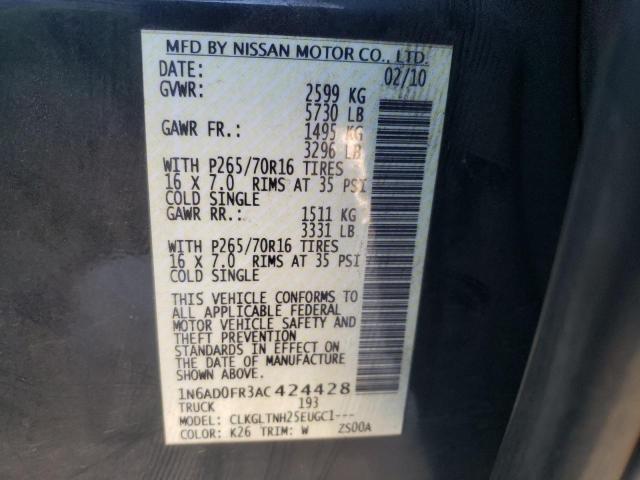 MFD BY NISSAN MOTOR CO., LTD.
DATE: 02/10
GVWR: 2599 KG
5730 LB
GAWR FR.: 1495 KG
3296 LB
WITH P265/70R16 TIRES
16 X 7.0 RIMS AT 35 PSI
COLD SINGLE
GAWR RR.: 1511 KG
3331 LB
WITH P265/70R16 TIRES
16 X 7.0 RIMS AT 35 PSI
COLD SINGLE
THIS VEHICLE CONFORMS TO
ALL APPLICABLE FEDERAL
MOTOR VEHICLE SAFETY AND
THEFT PREVENTION
STANDARDS IN EFFECT ON
THE DATE OF MANUFACTURE
SHOWN ABOVE.
1N6AD0FR3AC424428
TRUCK 193
MODEL: CLKGLTNH25EUGC1---
COLOR: K26 TRIM: W ZS00A